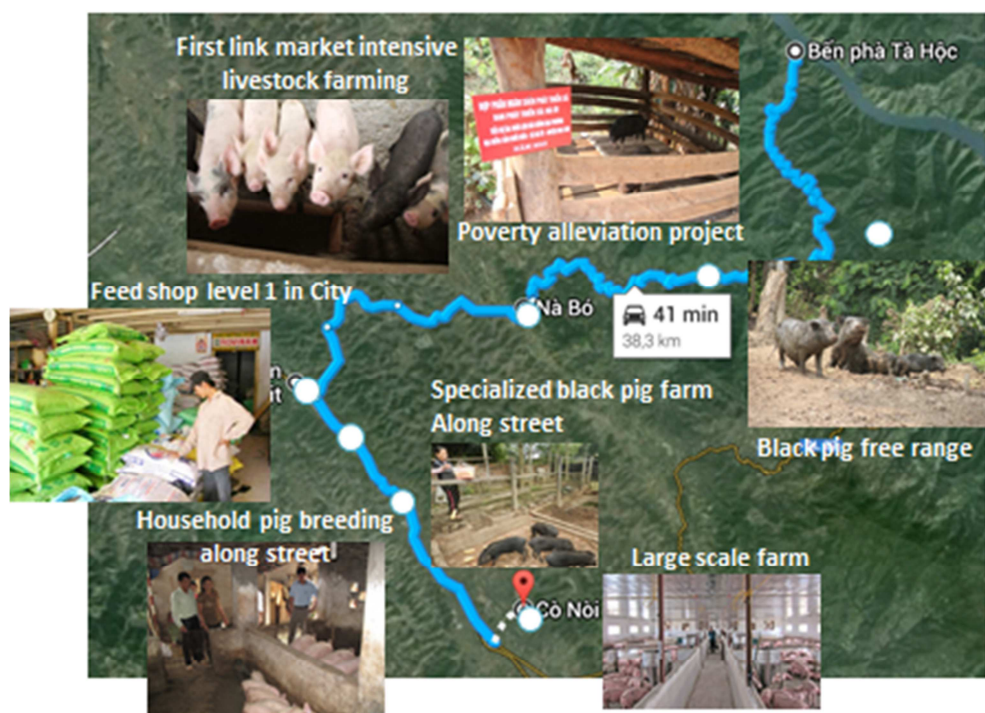 First link market intensive
livestock farming
Bến phà Tà Hộc
Poverty alleviation project
Feed shop level 1 in City
Nà Bó
41 min
38,3 km
Specialized black pig farm
Along street
Black pig free range
Household pig breeding
along street
Large scale farm
Cò Nòi